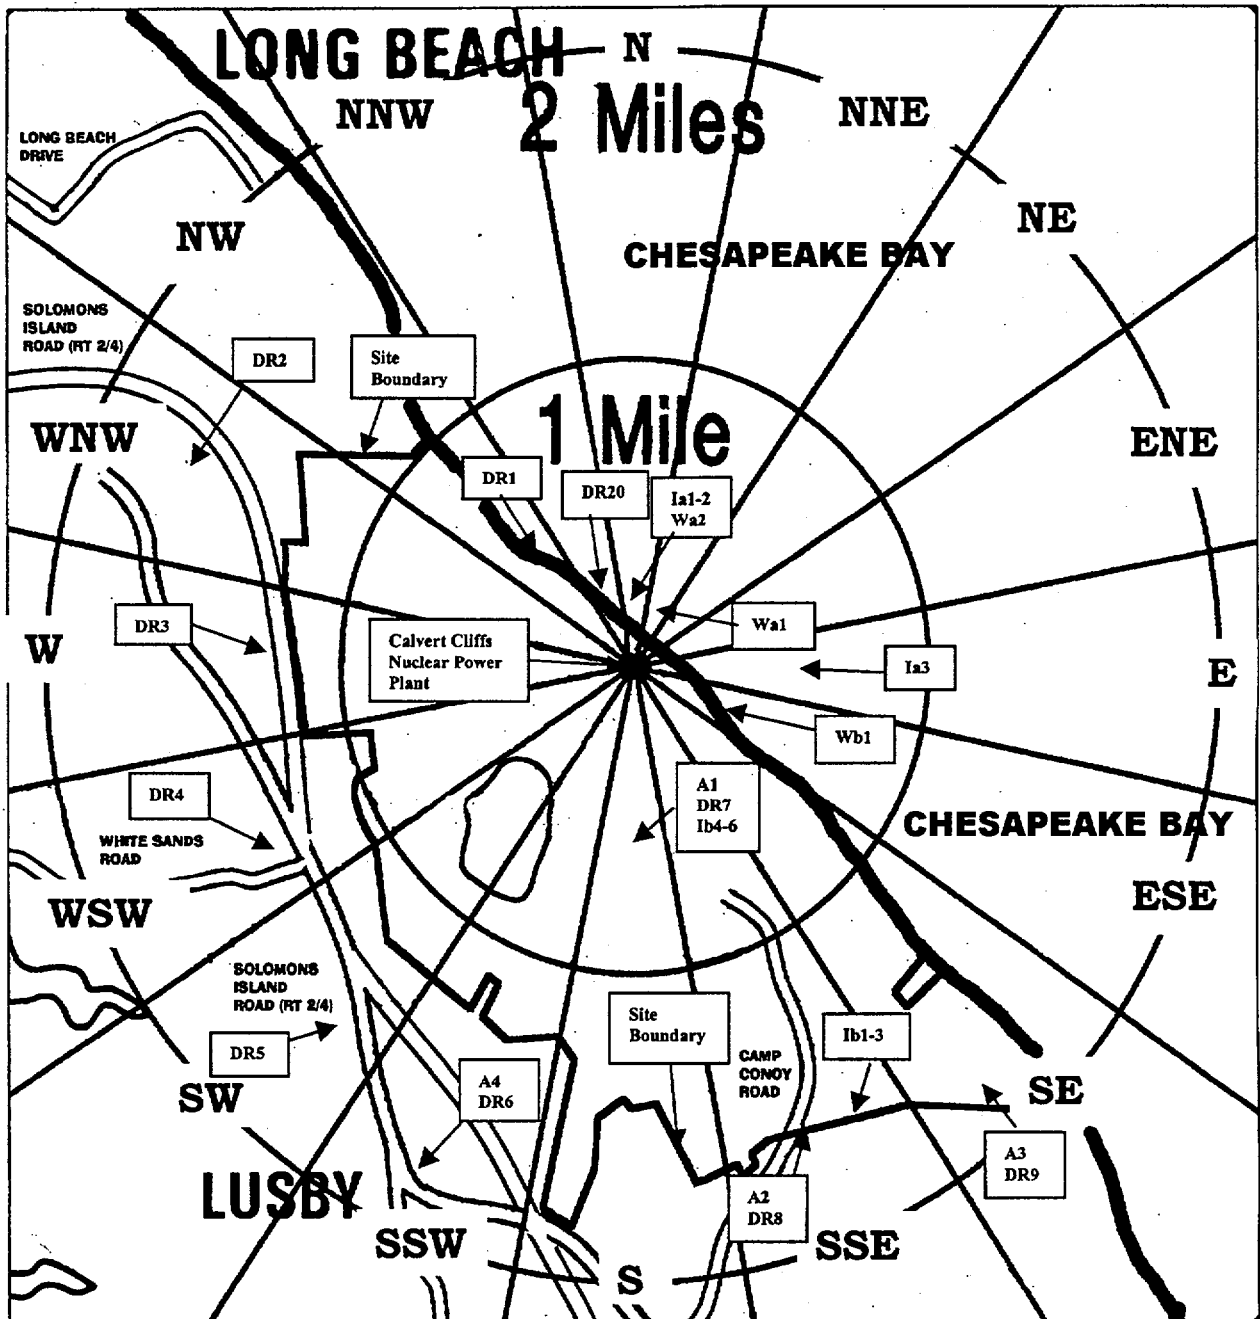 LONG BEACH
N
NNW
2 Miles
NNE
LONG BEACH
DRIVE
NW
NE
CHESAPEAKE BAY
SOLOMONS
ISLAND
ROAD (RT 2/4)
DR2
Site
Boundary
WNW
1 Mile
ENE
DR1
DR20
Ia1-2
Wa2
DR3
Wa1
W
Calvert Cliffs
Nuclear Power
Plant
Ia3
E
Wb1
DR4
A1
DR7
Ib4-6
WHITE SANDS
ROAD
CHESAPEAKE BAY
WSW
ESE
SOLOMONS
ISLAND
ROAD (RT 2/4)
Site
Boundary
Ib1-3
DR5
CAMP
CONOY
ROAD
A4
DR6
SW
SE
A3
DR9
LUSBY
A2
DR8
SSW
SSE
S